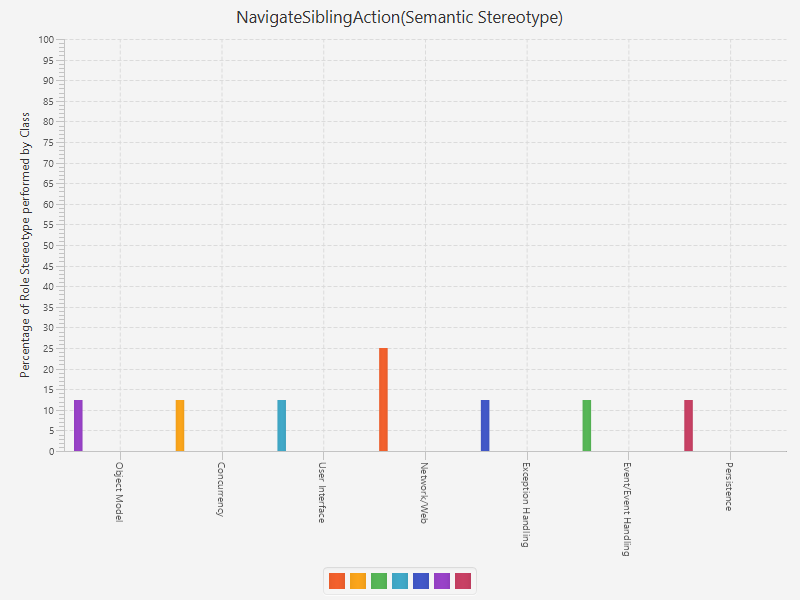 NavigateSiblingAction(Semantic Stereotype)
Percentage of Role Stereotype performed by Class
100
95
90
85
80
75
70
65
60
55
50
45
40
35
30
25
20
15
10
5
0
Object Model
Concurrency
User Interface
Network/Web
Exception Handling
Event/Event Handling
Persistence